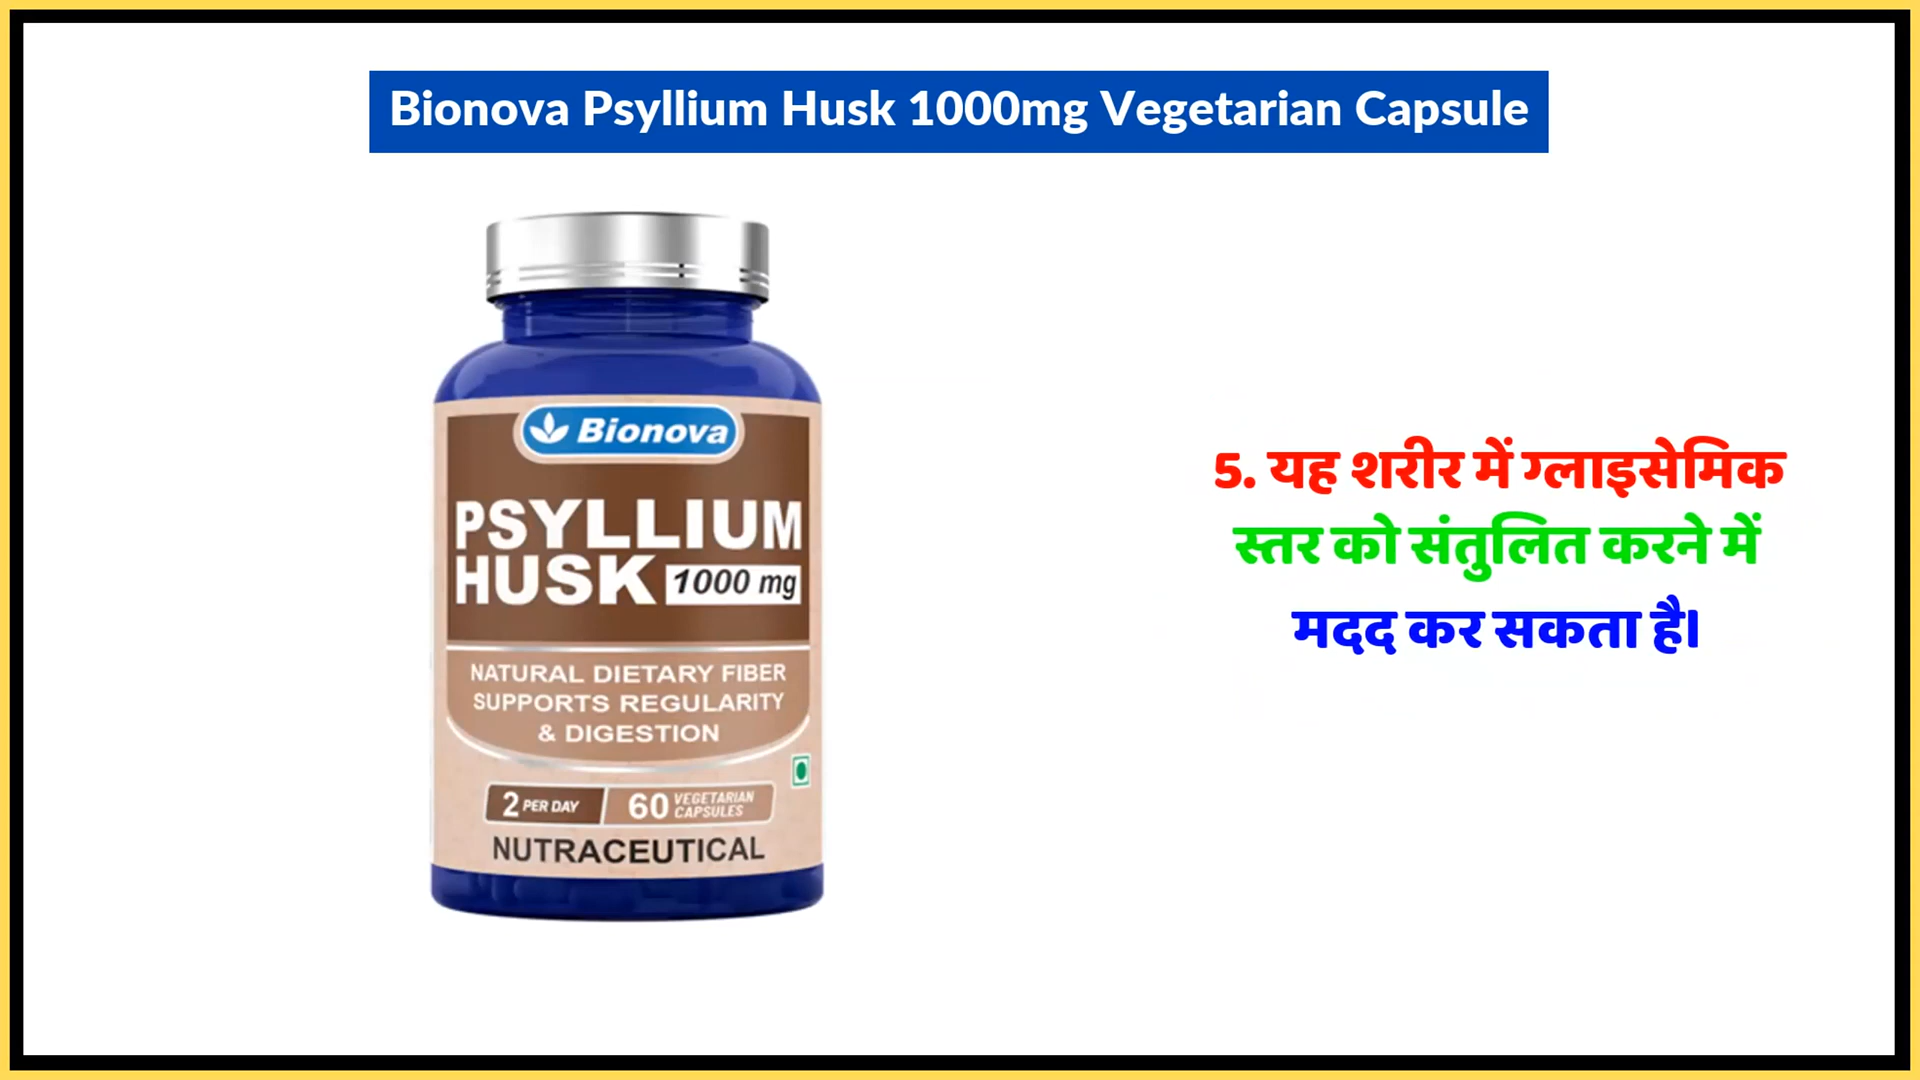 Bionova Psyllium Husk 1000mg Vegetarian Capsule
Bionova
PSYLLIUM
HUSK 1000 mg
NATURAL DIETARY FIBER
SUPPORTS REGULARITY
& DIGESTION
2 PER DAY 60 VEGETARIAN CAPSULES
NUTRACEUTICAL
5. यह शरीर में ग्लाइसेमिक
स्तर को संतुलित करने में
मदद कर सकता है।